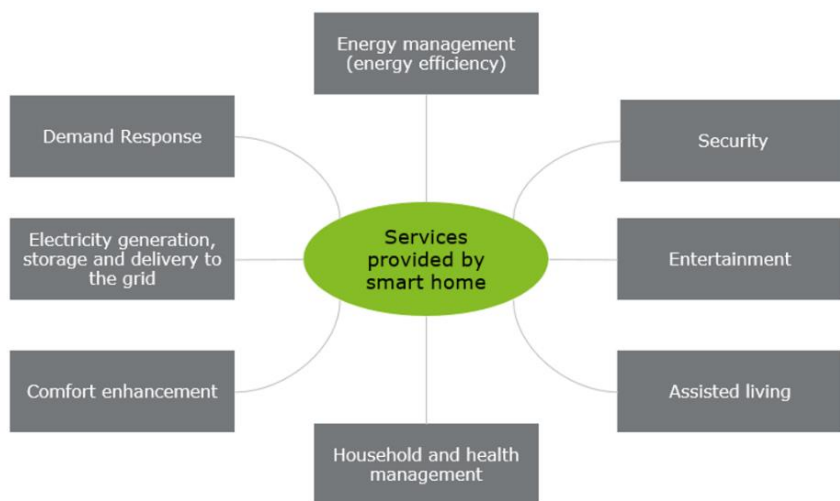 Energy management
(energy efficiency)
Demand Response
Security
Electricity generation,
storage and delivery to
the grid
Services
provided by
smart home
Entertainment
Comfort enhancement
Assisted living
Household and health
management